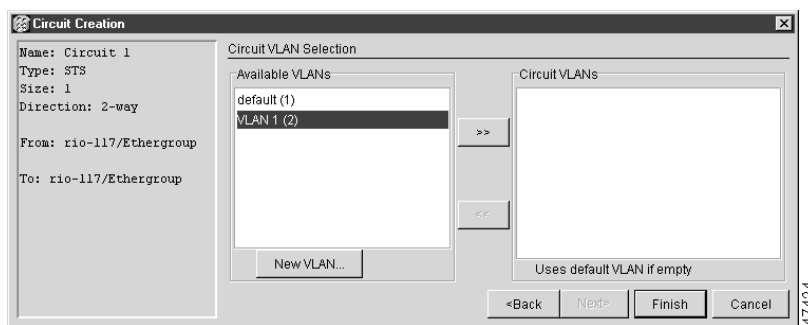 Circuit Creation
Name: Circuit 1
Type: STS
Size: 1
Direction: 2-way
From: rio-117/Ethergroup
To: rio-117/Ethergroup
Circuit VLAN Selection
Available VLANs
default (1)
VLAN 1 (2)
New VLAN...
>>
<<
Circuit VLANs
Uses default VLAN if empty
<Back
Next>
Finish
Cancel